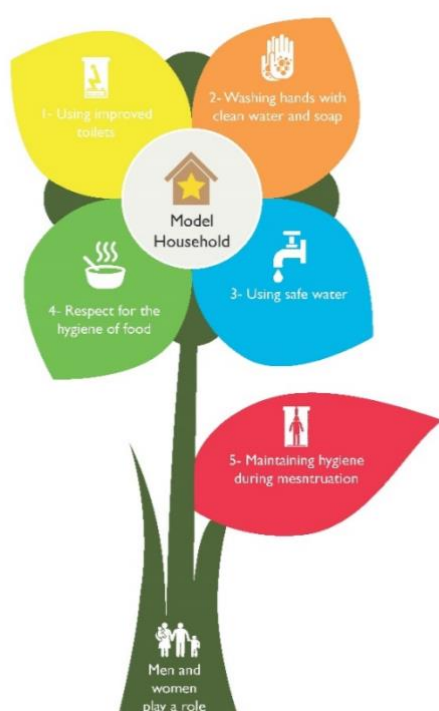 1- Using improved
toilets
2- Washing hands with
clean water and soap
Model
Household
4- Respect for the
hygiene of food
3- Using safe water
5- Maintaining hygiene
during mesntruation
Men and
women
play a role